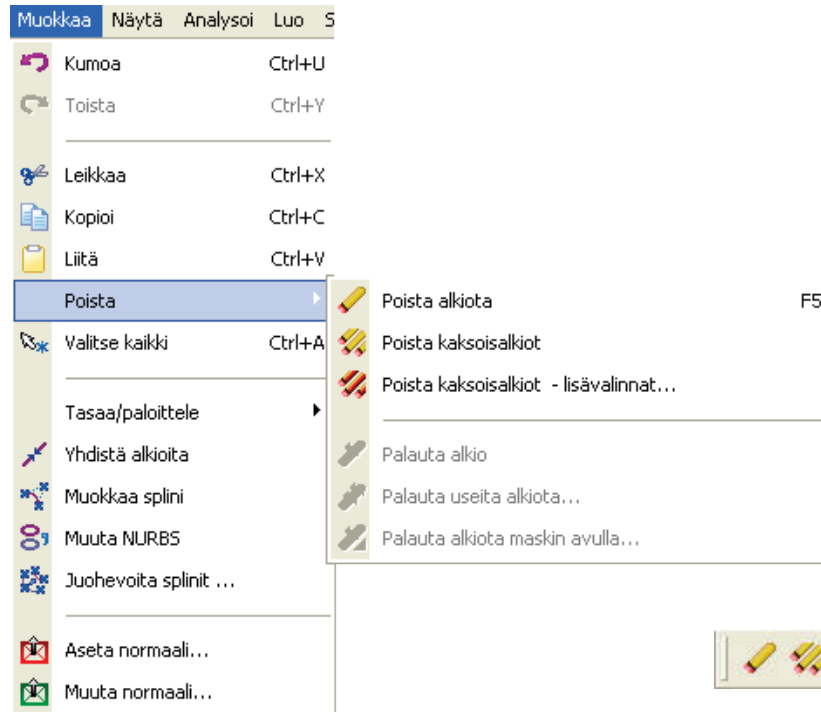 Muokkaa Näytä Analysoi Luo S
Kumoa Ctrl+U
Toista Ctrl+Y
Leikkaa Ctrl+X
Kopioi Ctrl+C
Liitä Ctrl+V
Poista
Poista alkiota F5
Valitse kaikki Ctrl+A
Poista kaksoisalkiot
Poista kaksoisalkiot - lisävalinnat...
Tasaa/paloittele
Yhdistä alkioita
Palauta alkio
Muokkaa splini
Palauta useita alkiota...
Muuta NURBS
Palauta alkiota maskin avulla...
Juohevoita splinit ...
Aseta normaali...
Muuta normaali...